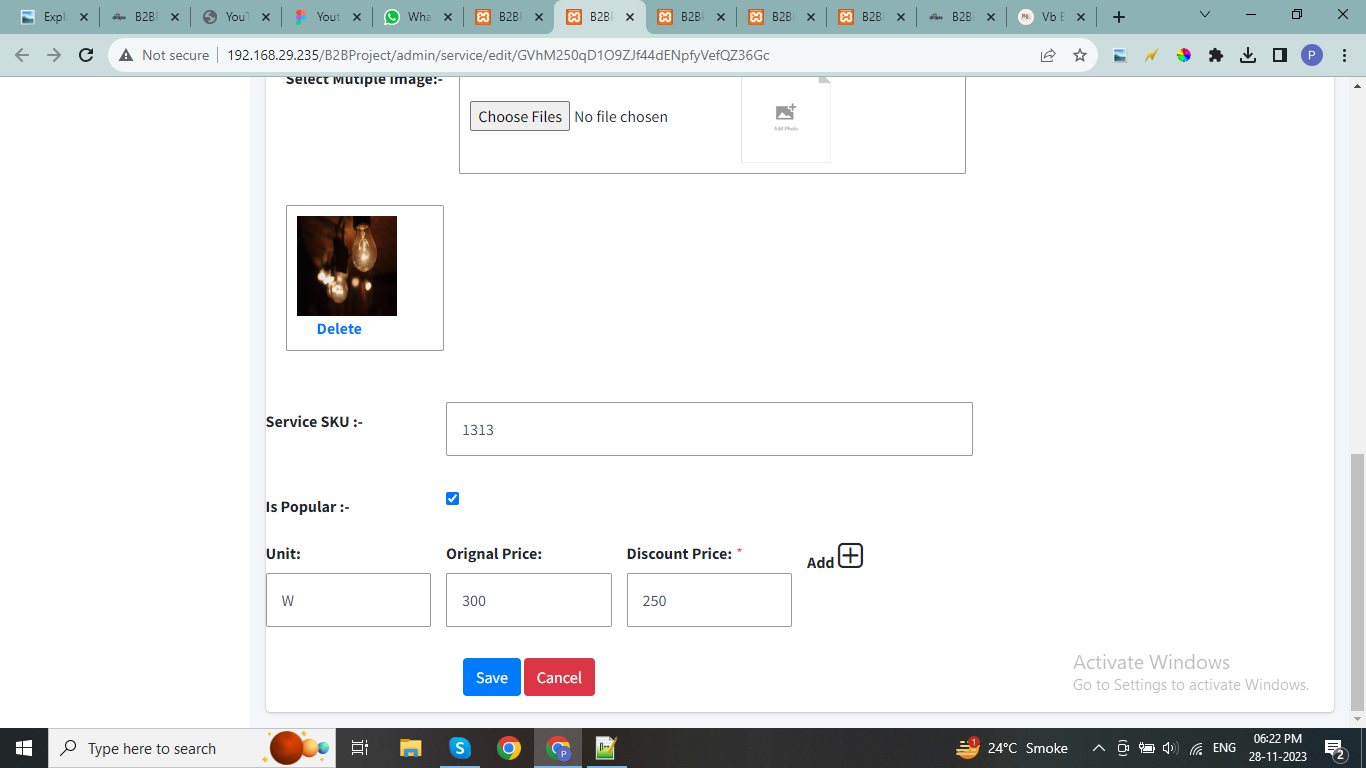 Expl B2B YouT Yout Wha B2B B2B B2B B2B B2B B2B Vb E
Not secure 192.168.29.235/B2BProject/admin/service/edit/GVhM250qD1O9ZJf44dENpfyVefQZ36Gc P
Select Mutiple Image:-
Choose Files No file chosen
Add Photo
Delete
Service SKU :-
1313
Is Popular :-
Unit: Orignal Price: Discount Price: * Add
W 300 250
Save Cancel
Activate Windows
Go to Settings to activate Windows.
Type here to search
24°C Smoke ENG 06:22 PM
28-11-2023 2